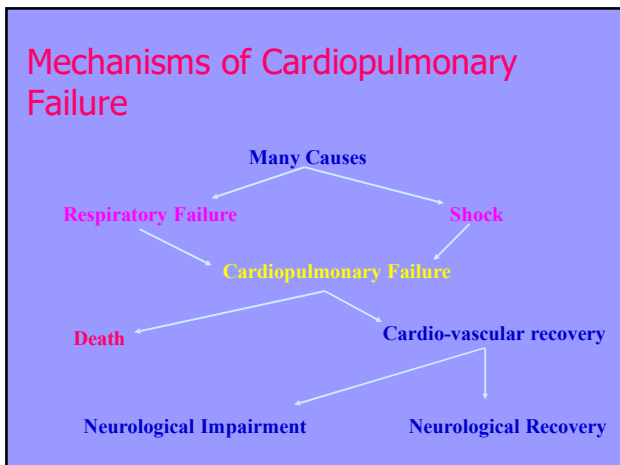 Mechanisms of Cardiopulmonary
Failure
Many Causes
Respiratory Failure
Shock
Cardiopulmonary Failure
Death
Cardio-vascular recovery
Neurological Impairment
Neurological Recovery